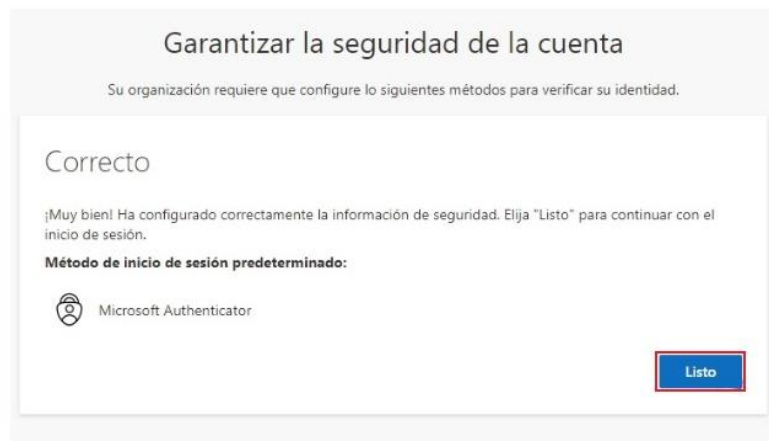 Garantizar la seguridad de la cuenta
Su organización requiere que configure lo siguientes métodos para verificar su identidad.
Correcto
¡Muy bien! Ha configurado correctamente la información de seguridad. Elija "Listo" para continuar con el
inicio de sesión.
Método de inicio de sesión predeterminado:
Microsoft Authenticator
Listo